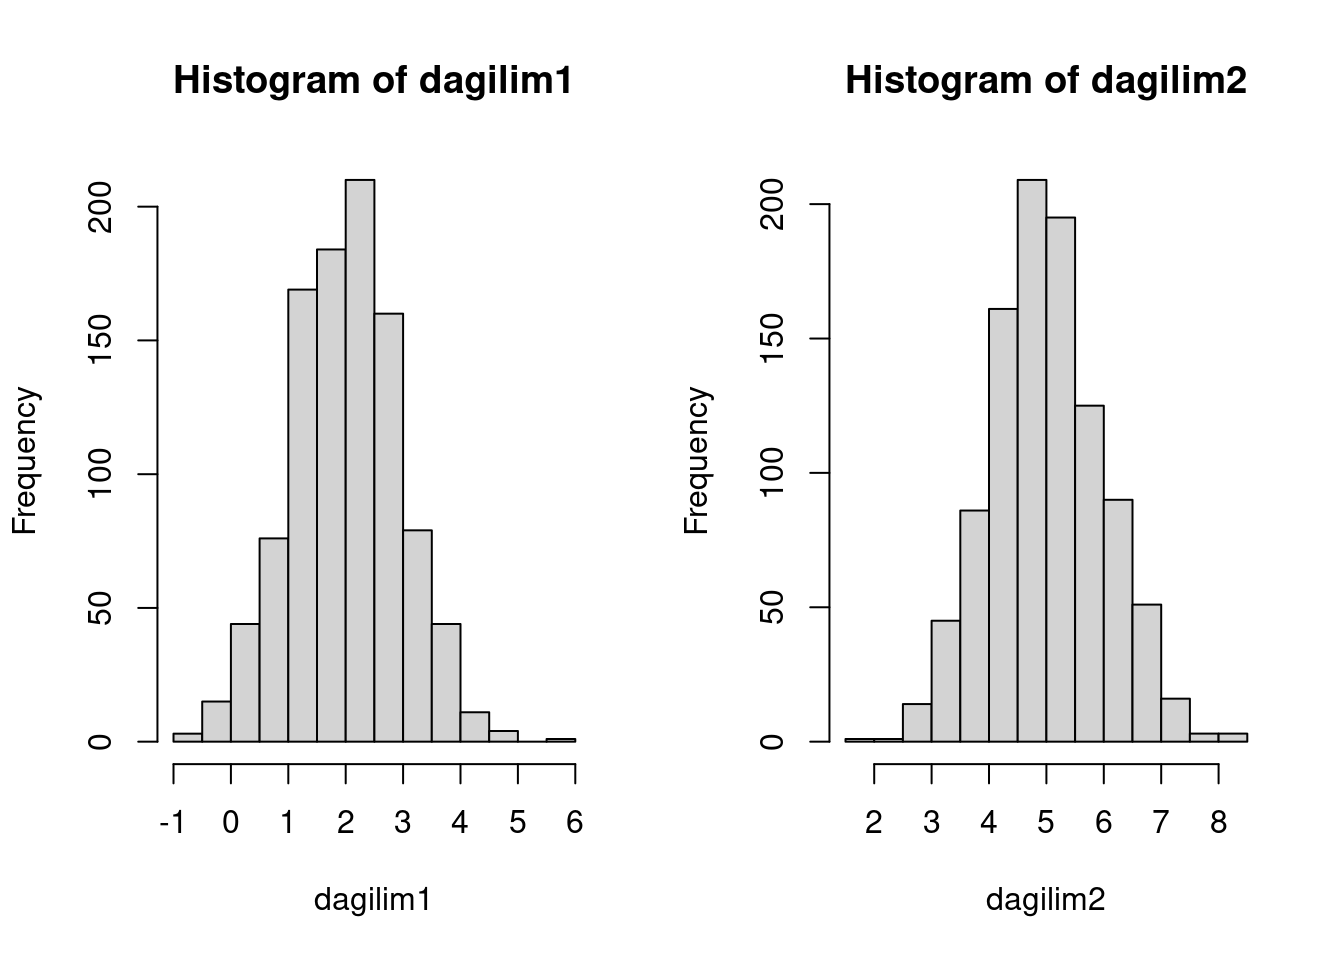 Histogram of dagilim1
Frequency
0 50 100 150 200
-1 0 1 2 3 4 5 6
dagilim1
Histogram of dagilim2
Frequency
0 50 100 150 200
2 3 4 5 6 7 8
dagilim2